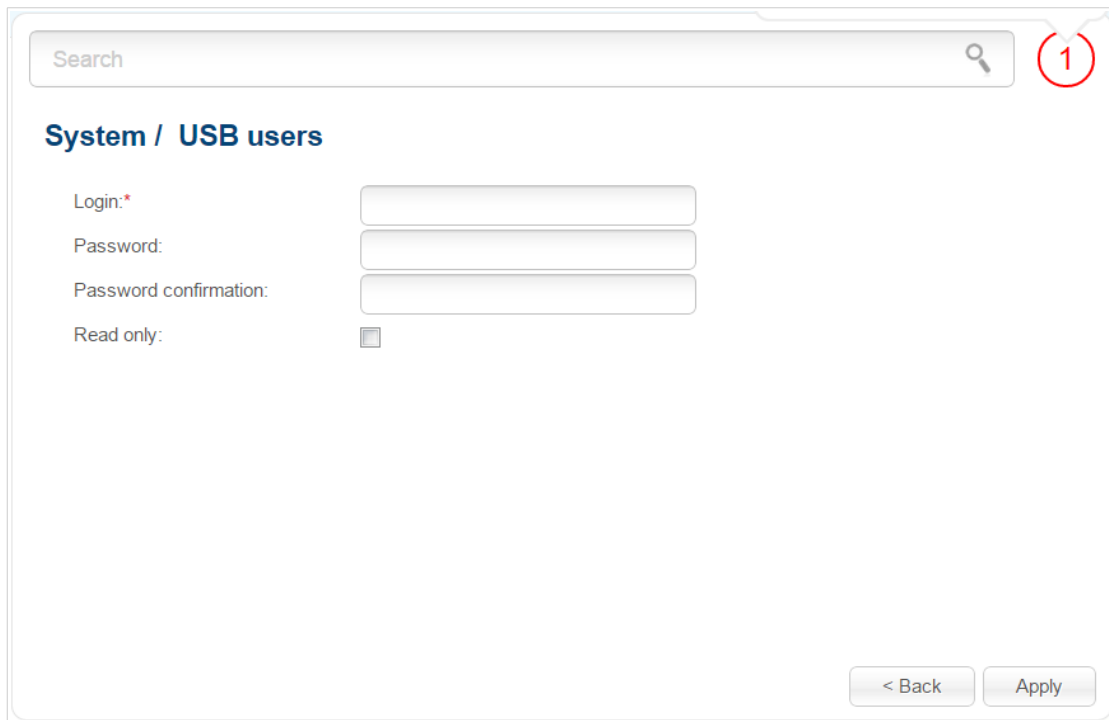 Search
1
System / USB users
Login:*
Password:
Password confirmation:
Read only:
< Back Apply